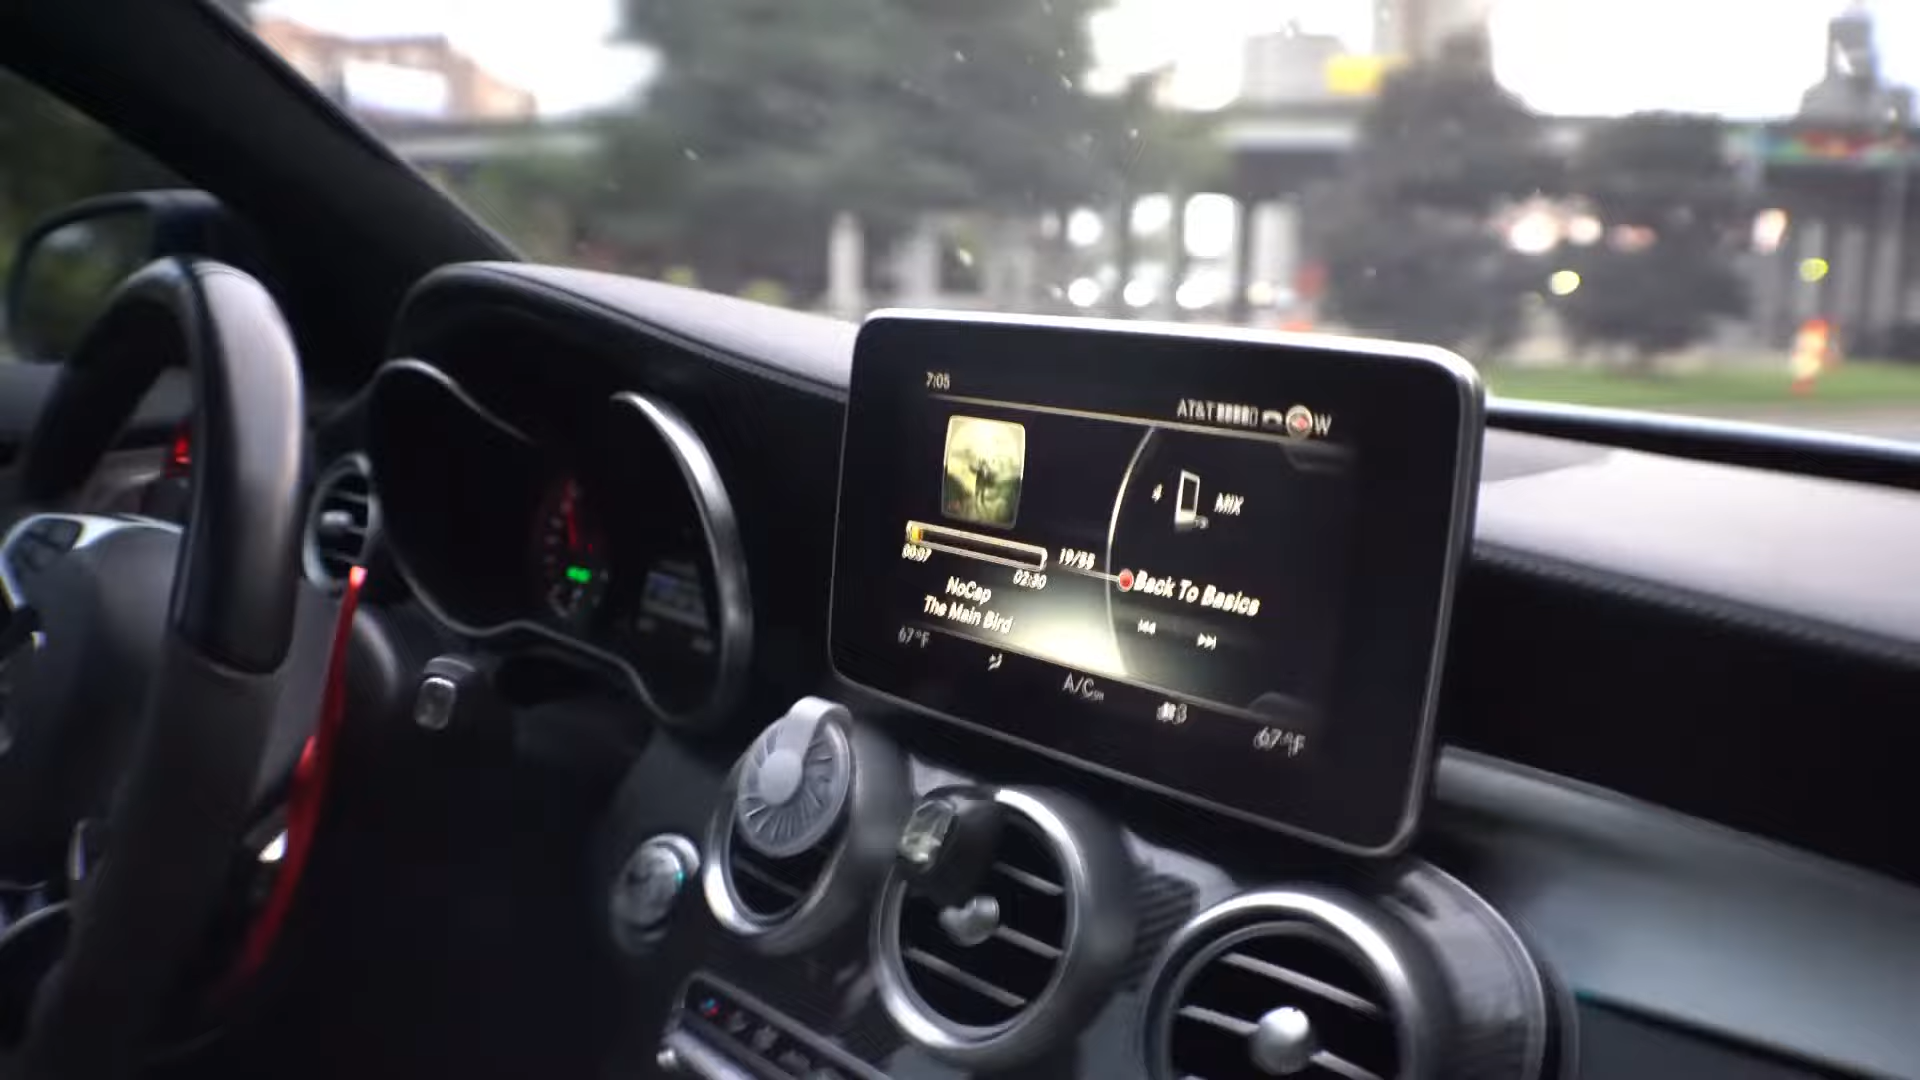 7:05
AT&T W
4 MIX
00:07
02:30
19/55
Back To Basics
NoCap
The Main Bird
67°F
A/C
3
67°F